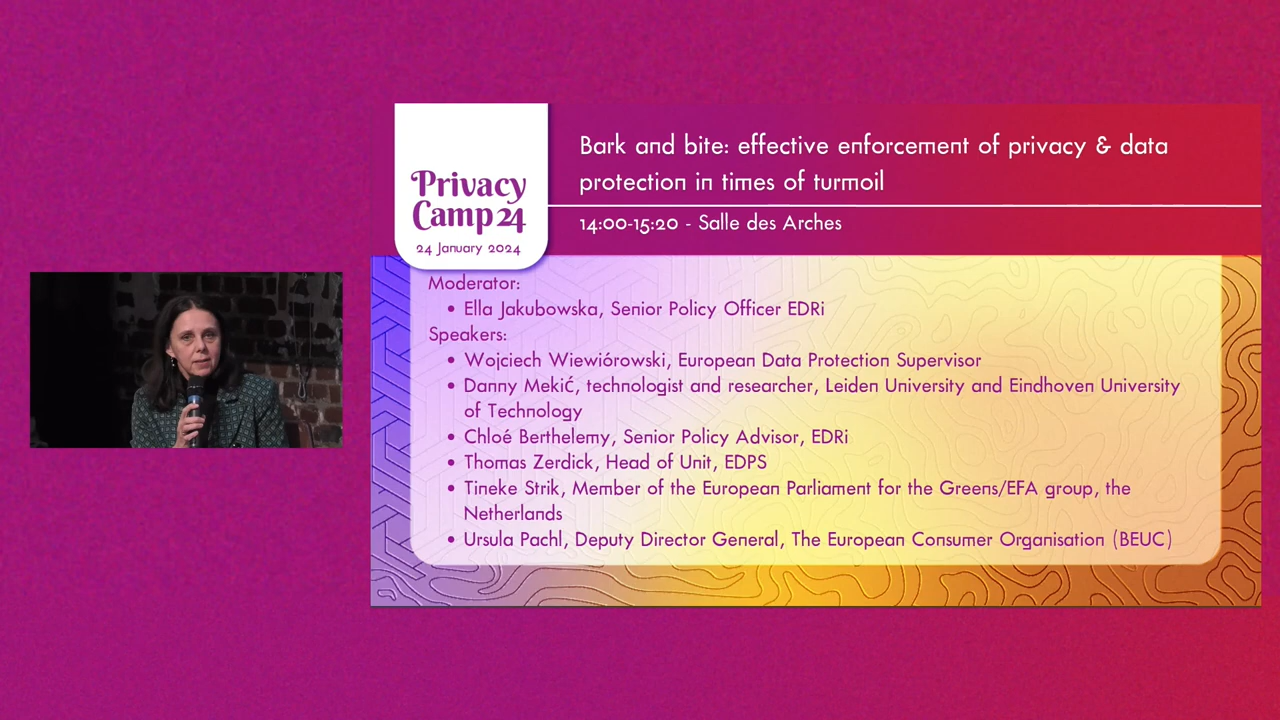 Privacy
Camp 24
24 January 2024
Bark and bite: effective enforcement of privacy & data
protection in times of turmoil
14:00-15:20 - Salle des Arches
Moderator:
• Ella Jakubowska, Senior Policy Officer EDRi
Speakers:
• Wojciech Wiewiórowski, European Data Protection Supervisor
• Danny Mekić, technologist and researcher, Leiden University and Eindhoven University
of Technology
• Chloé Berthelemy, Senior Policy Advisor, EDRi
• Thomas Zerdick, Head of Unit, EDPS
• Tineke Strik, Member of the European Parliament for the Greens/EFA group, the
Netherlands
• Ursula Pachl, Deputy Director General, The European Consumer Organisation (BEUC)